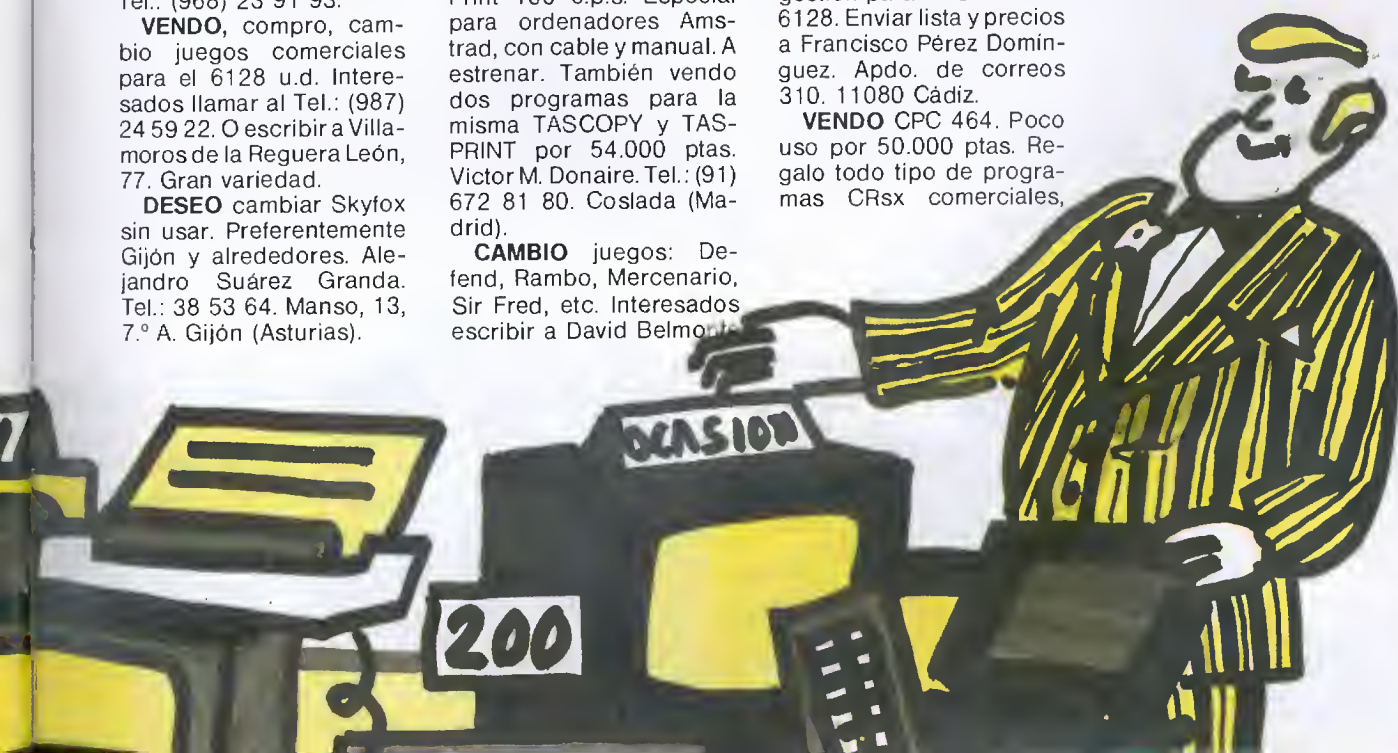 Tel.: (968) 23 91 93.
VENDO, compro, cam-
bio juegos comerciales
para el 6128 u.d. Intere-
sados llamar al Tel.: (987)
24 59 22. O escribir a Villa-
moros de la Reguera León,
77. Gran variedad.
DESEO cambiar Skyfox
sin usar. Preferentemente
Gijón y alrededores. Ale-
jandro Suárez Granda.
Tel.: 38 53 64. Manso, 13,
7.º A. Gijón (Asturias).
Print 100 c.p.s. Especial
para ordenadores Ams-
trad, con cable y manual. A
estrenar. También vendo
dos programas para la
misma TASCOPY y TAS-
PRINT por 54.000 ptas.
Victor M. Donaire. Tel.: (91)
672 81 80. Coslada (Ma-
drid).
CAMBIO juegos: De-
fend, Rambo, Mercenario,
Sir Fred, etc. Interesados
escribir a David Belmonte
6128. Enviar lista y precios
a Francisco Pérez Domín-
guez. Apdo. de correos
310. 11080 Cádiz.
VENDO CPC 464. Poco
uso por 50.000 ptas. Re-
galo todo tipo de progra-
mas CRsx comerciales,
OCASION
200